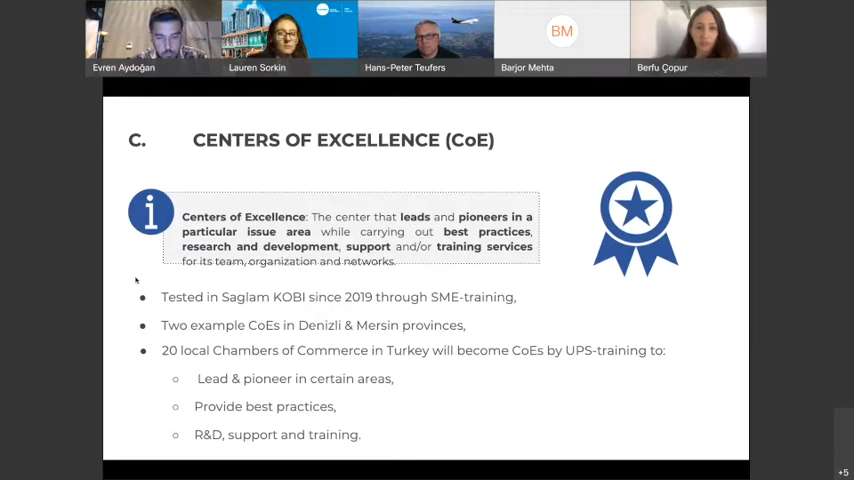 Evren Aydoğan
Lauren Sorkin
Hans-Peter Teufers
BM
Barjor Mehta
Berfu Çopur
C. CENTERS OF EXCELLENCE (CoE)
i
Centers of Excellence: The center that leads and pioneers in a
particular issue area while carrying out best practices,
research and development, support and/or training services
for its team, organization and networks.
● Tested in Saglam KOBI since 2019 through SME-training,
● Two example CoEs in Denizli & Mersin provinces,
● 20 local Chambers of Commerce in Turkey will become CoEs by UPS-training to:
○ Lead & pioneer in certain areas,
○ Provide best practices,
○ R&D, support and training.
+5